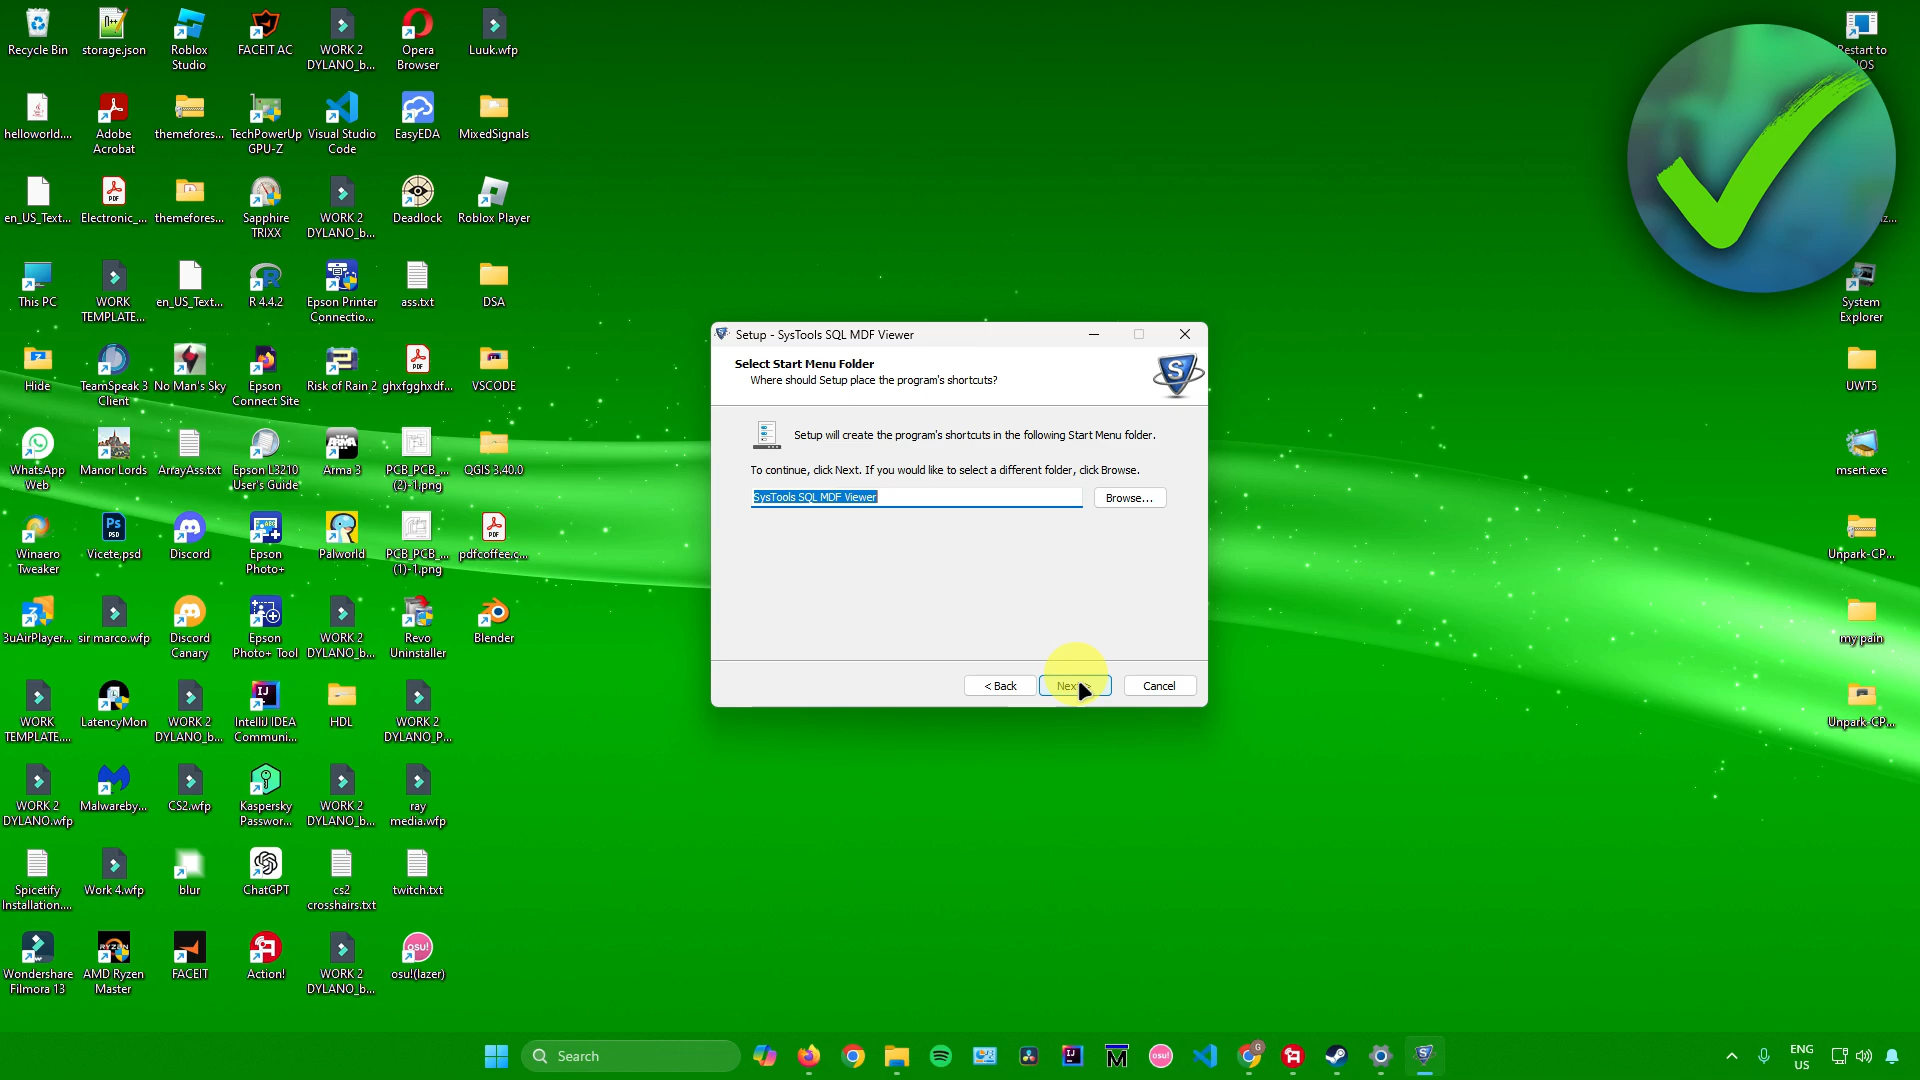 Recycle Bin
storage.json
Roblox
Studio
FACEIT AC
WORK 2
DYLANO_b...
Opera
Browser
Luuk.wfp
Restart to
helloworld....
Adobe
Acrobat
themefores...
TechPowerUp
GPU-Z
Visual Studio
Code
EasyEDA
MixedSignals
en_US_Text...
Electronic_...
themefores...
Sapphire
TRIXX
WORK 2
DYLANO_b...
Deadlock
Roblox Player
This PC
WORK
TEMPLATE...
en_US_Text...
R 4.4.2
Epson Printer
Connectio...
ass.txt
DSA
System
Explorer
Hide
TeamSpeak 3
Client
No Man's Sky
Epson
Connect Site
Risk of Rain 2
ghxfgghxdf...
VSCODE
UWT5
WhatsApp
Web
Manor Lords
ArrayAss.txt
Epson L3210
User's Guide
Arma 3
PCB_PCB_...
(2)-1.png
QGIS 3.40.0
msert.exe
Winaero
Tweaker
Vicete.psd
Discord
Epson
Photo+
Palworld
PCB_PCB_...
(1)-1.png
pdfcoffee.c...
Unpark-CP...
3uAirPlayer...
sir marco.wfp
Discord
Canary
Epson
Photo+ Tool
WORK 2
DYLANO_b...
Revo
Uninstaller
Blender
my pain
WORK
TEMPLATE....
LatencyMon
WORK 2
DYLANO_b...
IntelliJ IDEA
Communi...
HDL
WORK 2
DYLANO_P...
Unpark-CP...
WORK 2
DYLANO.wfp
Malwareby...
CS2.wfp
Kaspersky
Passwor...
WORK 2
DYLANO_b...
ray
media.wfp
Spicetify
Installation....
Work 4.wfp
blur
ChatGPT
cs2
crosshairs.txt
twitch.txt
Wondershare
Filmora 13
AMD Ryzen
Master
FACEIT
Action!
WORK 2
DYLANO_b...
osu!(lazer)
Setup - SysTools SQL MDF Viewer
Select Start Menu Folder
Where should Setup place the program's shortcuts?
Setup will create the program's shortcuts in the following Start Menu folder.
To continue, click Next. If you would like to select a different folder, click Browse.
SysTools SQL MDF Viewer
Browse...
< Back
Next
Cancel
Search
ENG
US